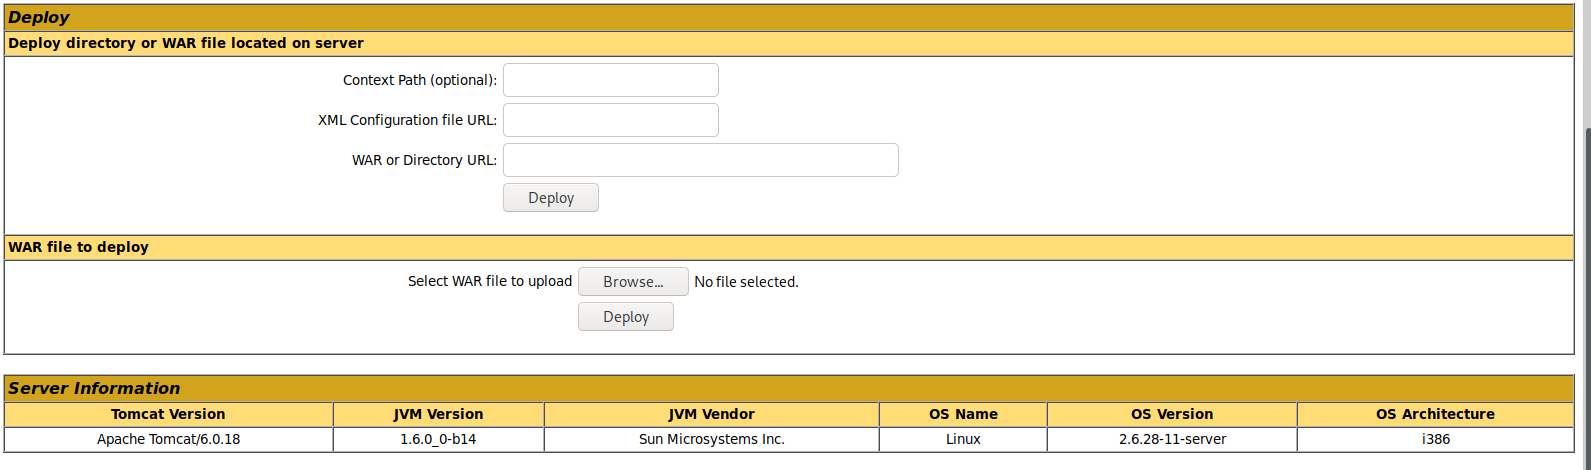 Deploy
Deploy directory or WAR file located on server
Context Path (optional):
XML Configuration file URL:
WAR or Directory URL:
Deploy
WAR file to deploy
Select WAR file to upload Browse... No file selected.
Deploy
Server Information
Tomcat Version JVM Version JVM Vendor OS Name OS Version OS Architecture
Apache Tomcat/6.0.18 1.6.0_0-b14 Sun Microsystems Inc. Linux 2.6.28-11-server i386